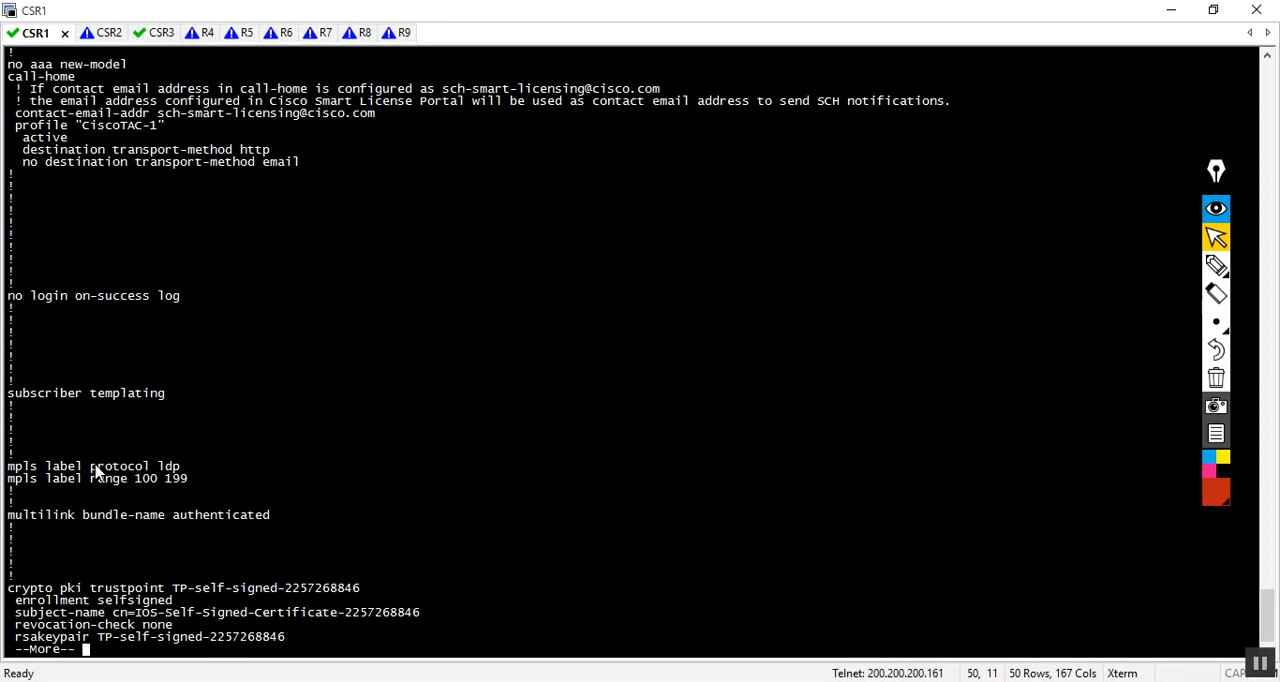 CSR1
CSR1 x CSR2 CSR3 R4 R5 R6 R7 R8 R9
!
no aaa new-model
call-home
! If contact email address in call-home is configured as sch-smart-licensing@cisco.com
! the email address configured in Cisco Smart License Portal will be used as contact email address to send SCH notifications.
contact-email-addr sch-smart-licensing@cisco.com
profile "CiscoTAC-1"
active
destination transport-method http
no destination transport-method email
!
!
!
!
!
!
!
!
!
!
no login on-success log
!
!
!
!
!
!
!
subscriber templating
!
!
!
!
!
mpls label protocol ldp
mpls label range 100 199
!
!
multilink bundle-name authenticated
!
!
!
!
!
crypto pki trustpoint TP-self-signed-2257268846
enrollment selfsigned
subject-name cn=IOS-Self-Signed-Certificate-2257268846
revocation-check none
rsakeypair TP-self-signed-2257268846
--More--
Ready Telnet: 200.200.200.161 50, 11 50 Rows, 167 Cols Xterm CAP